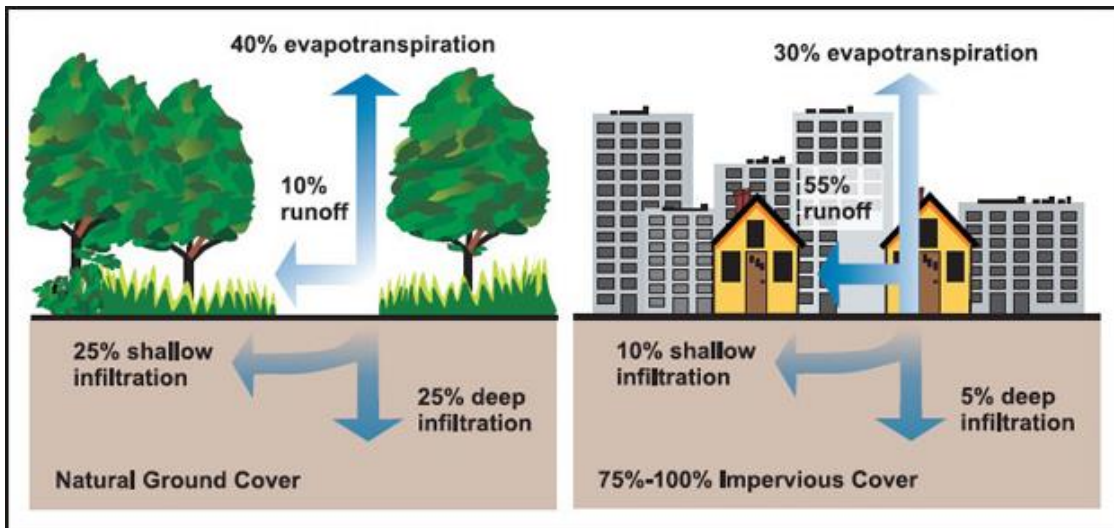 40% evapotranspiration
10%
runoff
25% shallow
infiltration
25% deep
infiltration
Natural Ground Cover
30% evapotranspiration
55%
runoff
10% shallow
infiltration
5% deep
infiltration
75%-100% Impervious Cover